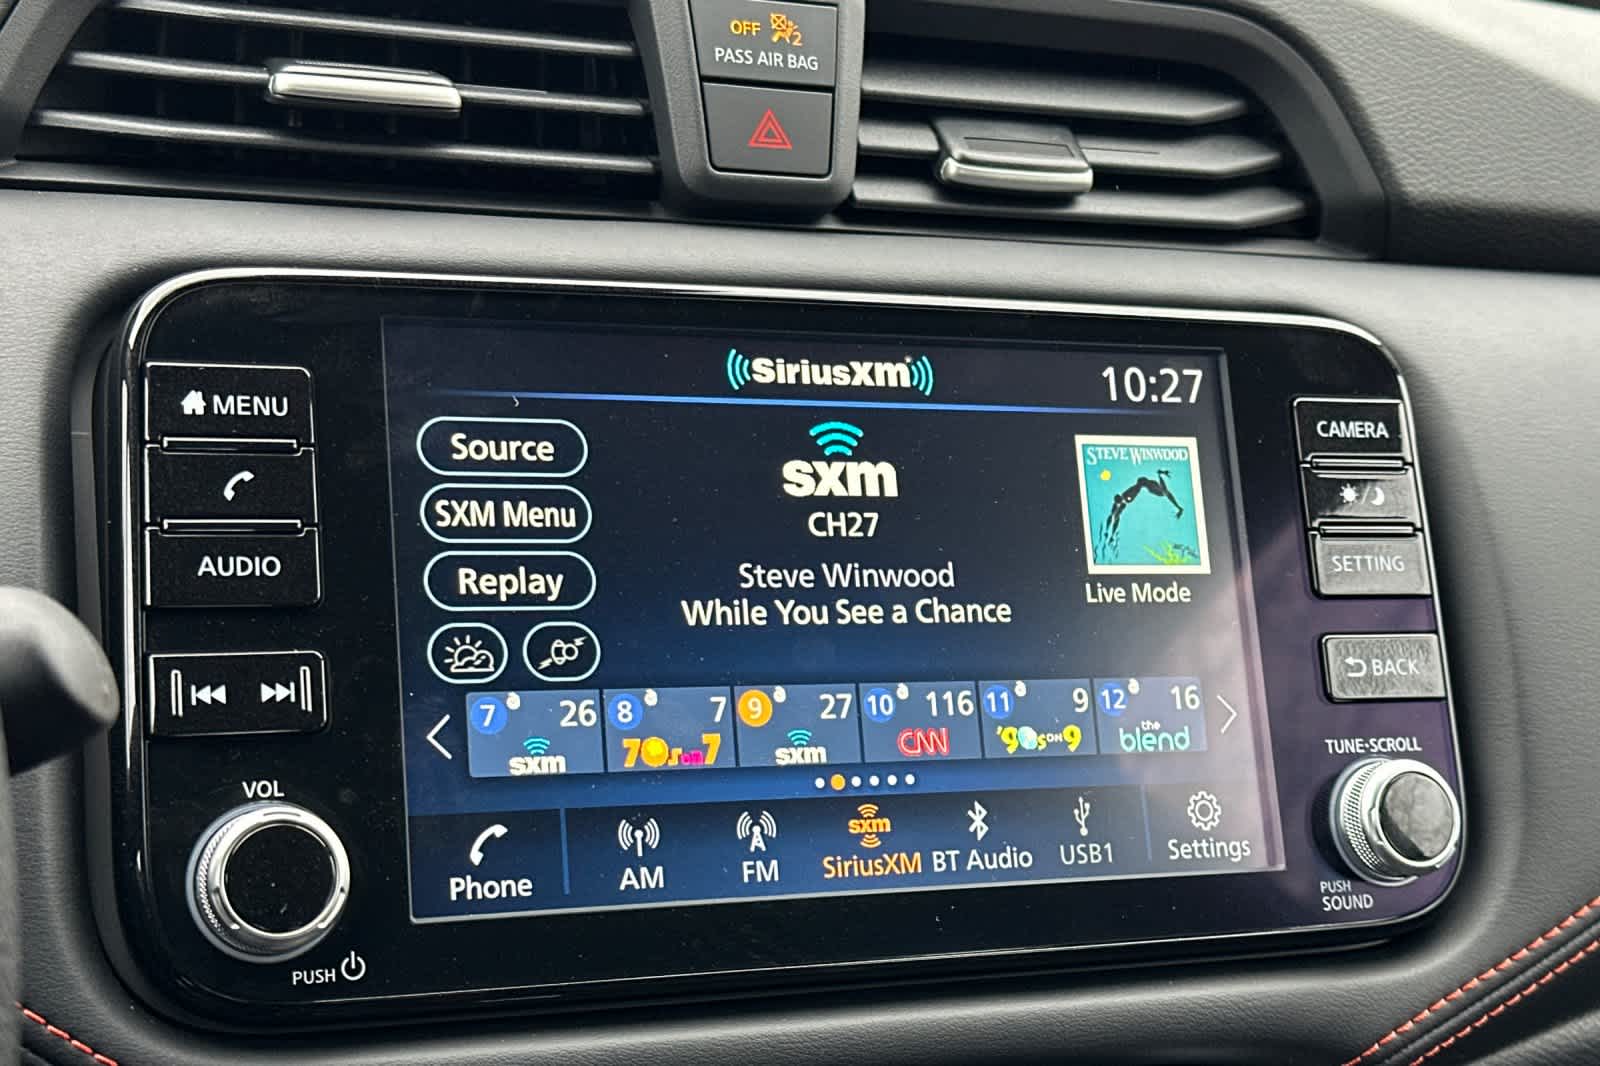 OFF 2
PASS AIR BAG
SiriusXM
10:27
MENU
AUDIO
VOL
PUSH
Source
SXM Menu
Replay
sxm
CH27
Steve Winwood
While You See a Chance
STEVE WINWOOD
Live Mode
7 26 sxm
8 7 70s on 7
9 27 sxm
10 116 CNN
11 9 '90s ON 9
12 16 the blend
Phone
AM
FM
sxm
SiriusXM
BT Audio
USB1
Settings
CAMERA
SETTING
BACK
TUNE•SCROLL
PUSH
SOUND